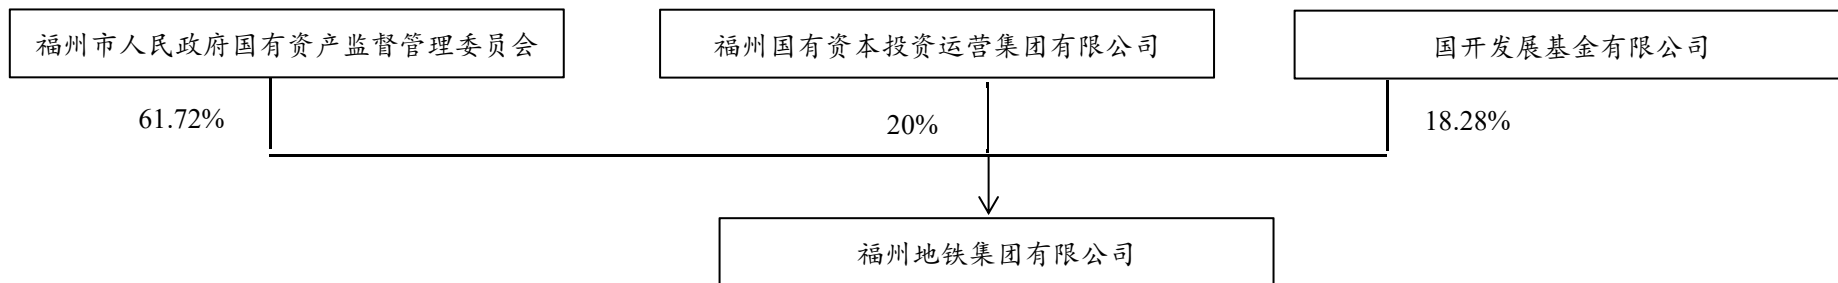 福州市人民政府国有资产监督管理委员会
福州国有资本投资运营集团有限公司
国开发展基金有限公司
61.72%
20%
18.28%
福州地铁集团有限公司